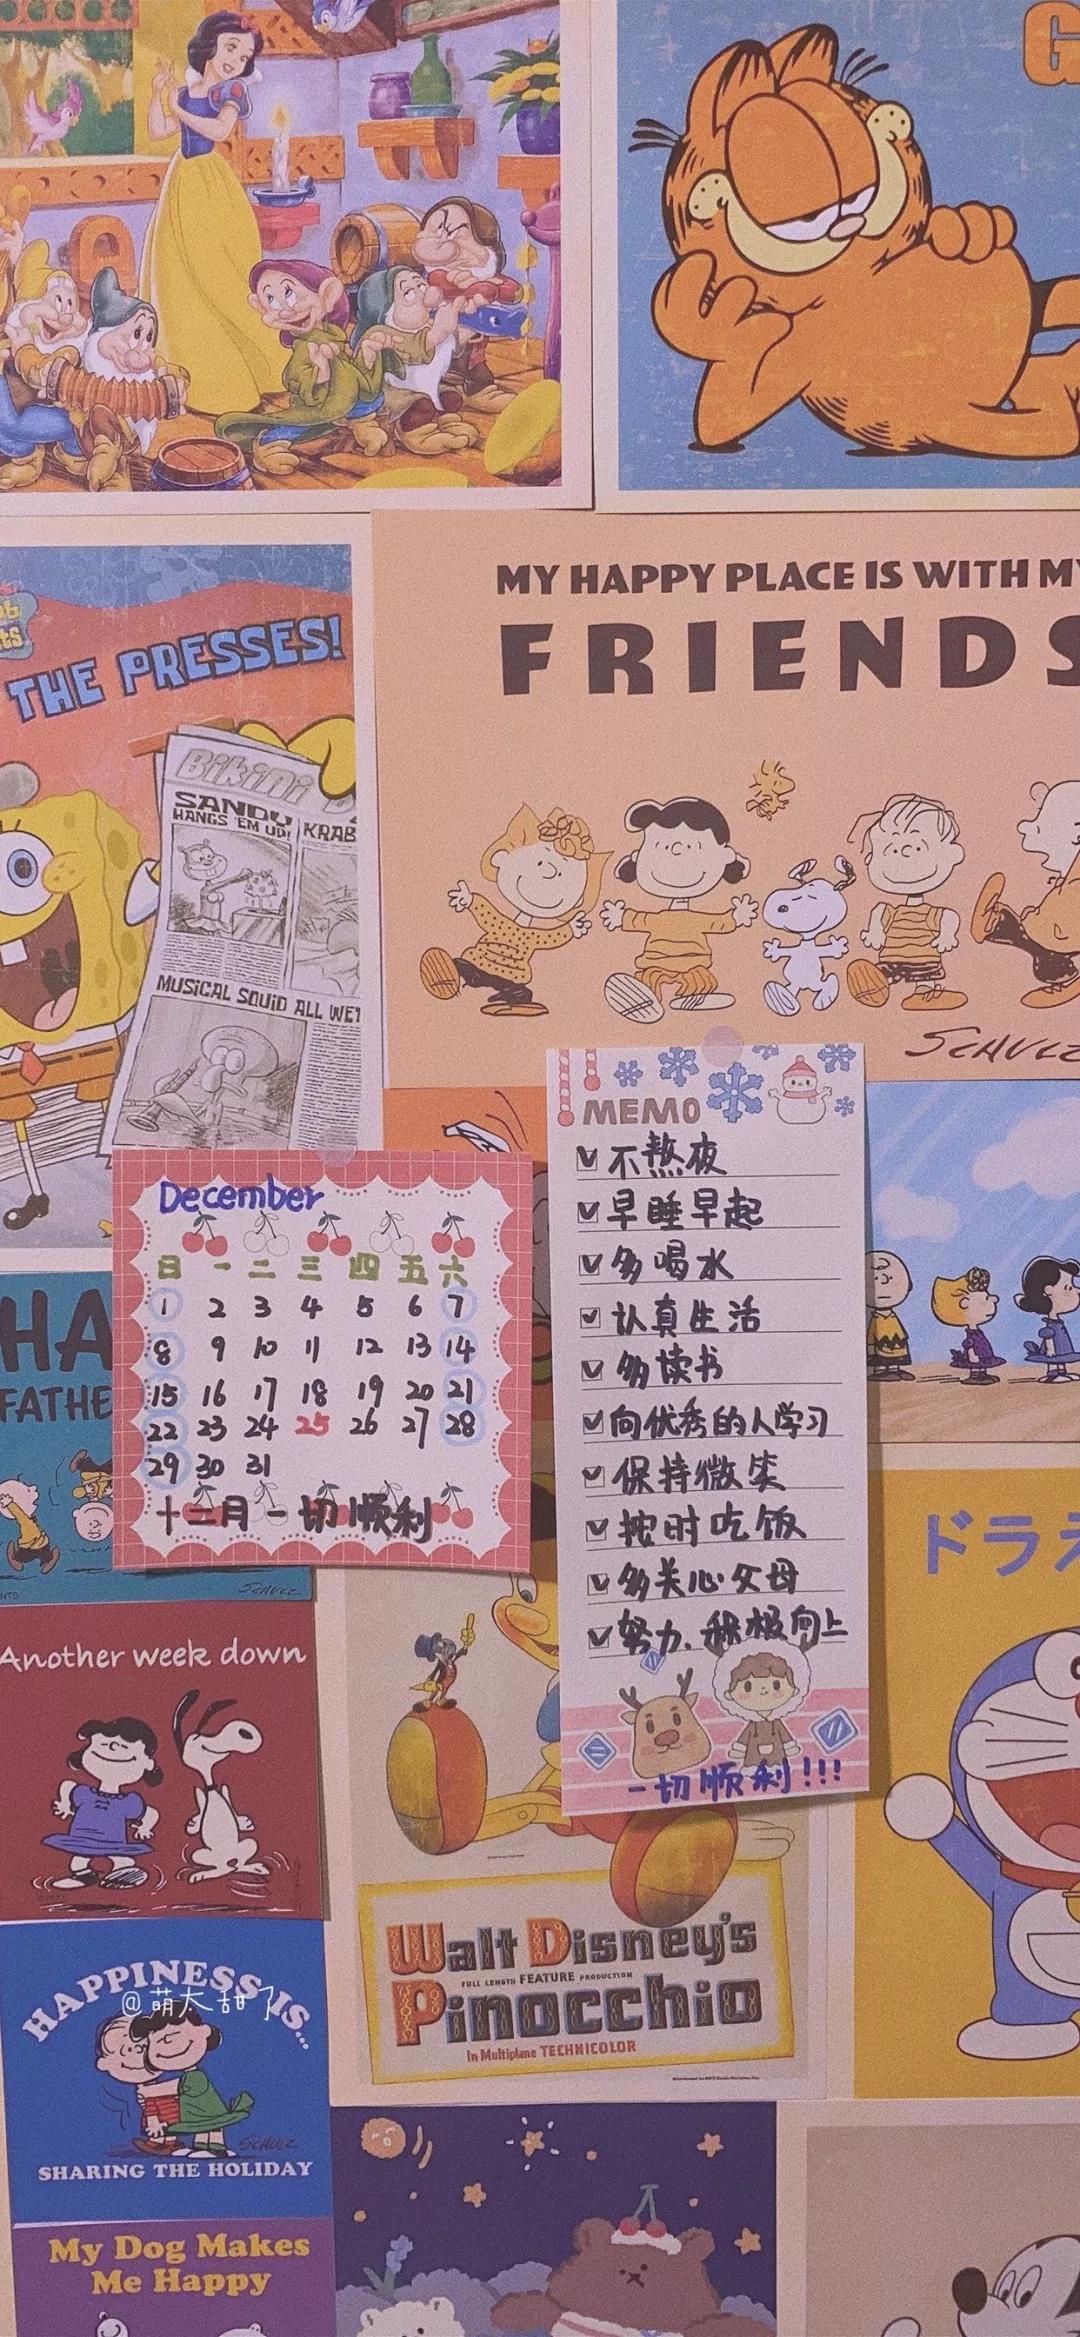 G
MY HAPPY PLACE IS WITH MY
FRIENDS
THE PRESSES!
Bikini
SANDY
HANGS 'EM UP!
KRAB
MUSICAL SQUID ALL WET
SCHULZ
MEMO
不熬夜
早睡早起
多喝水
认真生活
多读书
向优秀的人学习
保持微笑
按时吃饭
多关心父母
努力、积极向上
一切顺利!!!
December
日 一 二 三 四 五 六
1 2 3 4 5 6 7
8 9 10 11 12 13 14
15 16 17 18 19 20 21
22 23 24 25 26 27 28
29 30 31
十二月一切顺利
HA
FATHE
SCHULZ
ドラえ
Another week down
HAPPINESS IS...
@萌太甜了
SCHULZ
SHARING THE HOLIDAY
Walt Disney's
FULL LENGTH FEATURE PRODUCTION
Pinocchio
In Multiplane TECHNICOLOR
My Dog Makes
Me Happy